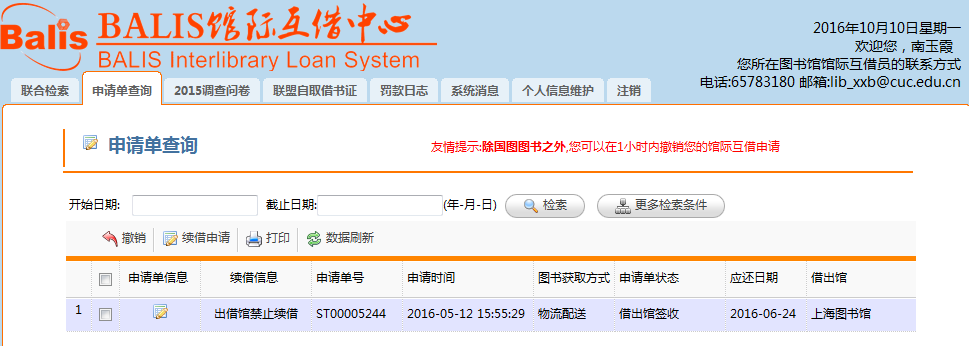 Balis
BALIS馆际互借中心
BALIS Interlibrary Loan System
2016年10月10日星期一
欢迎您，南玉霞
您所在图书馆馆际互借员的联系方式
电话:65783180 邮箱:lib_xxb@cuc.edu.cn
联合检索 申请单查询 2015调查问卷 联盟自取借书证 罚款日志 系统消息 个人信息维护 注销
申请单查询
友情提示:除国图图书之外,您可以在1小时内撤销您的馆际互借申请
开始日期: 截止日期: (年-月-日) 检索 更多检索条件
撤销 续借申请 打印 数据刷新
申请单信息 续借信息 申请单号 申请时间 图书获取方式 申请单状态 应还日期 借出馆
1 出借馆禁止续借 ST00005244 2016-05-12 15:55:29 物流配送 借出馆签收 2016-06-24 上海图书馆